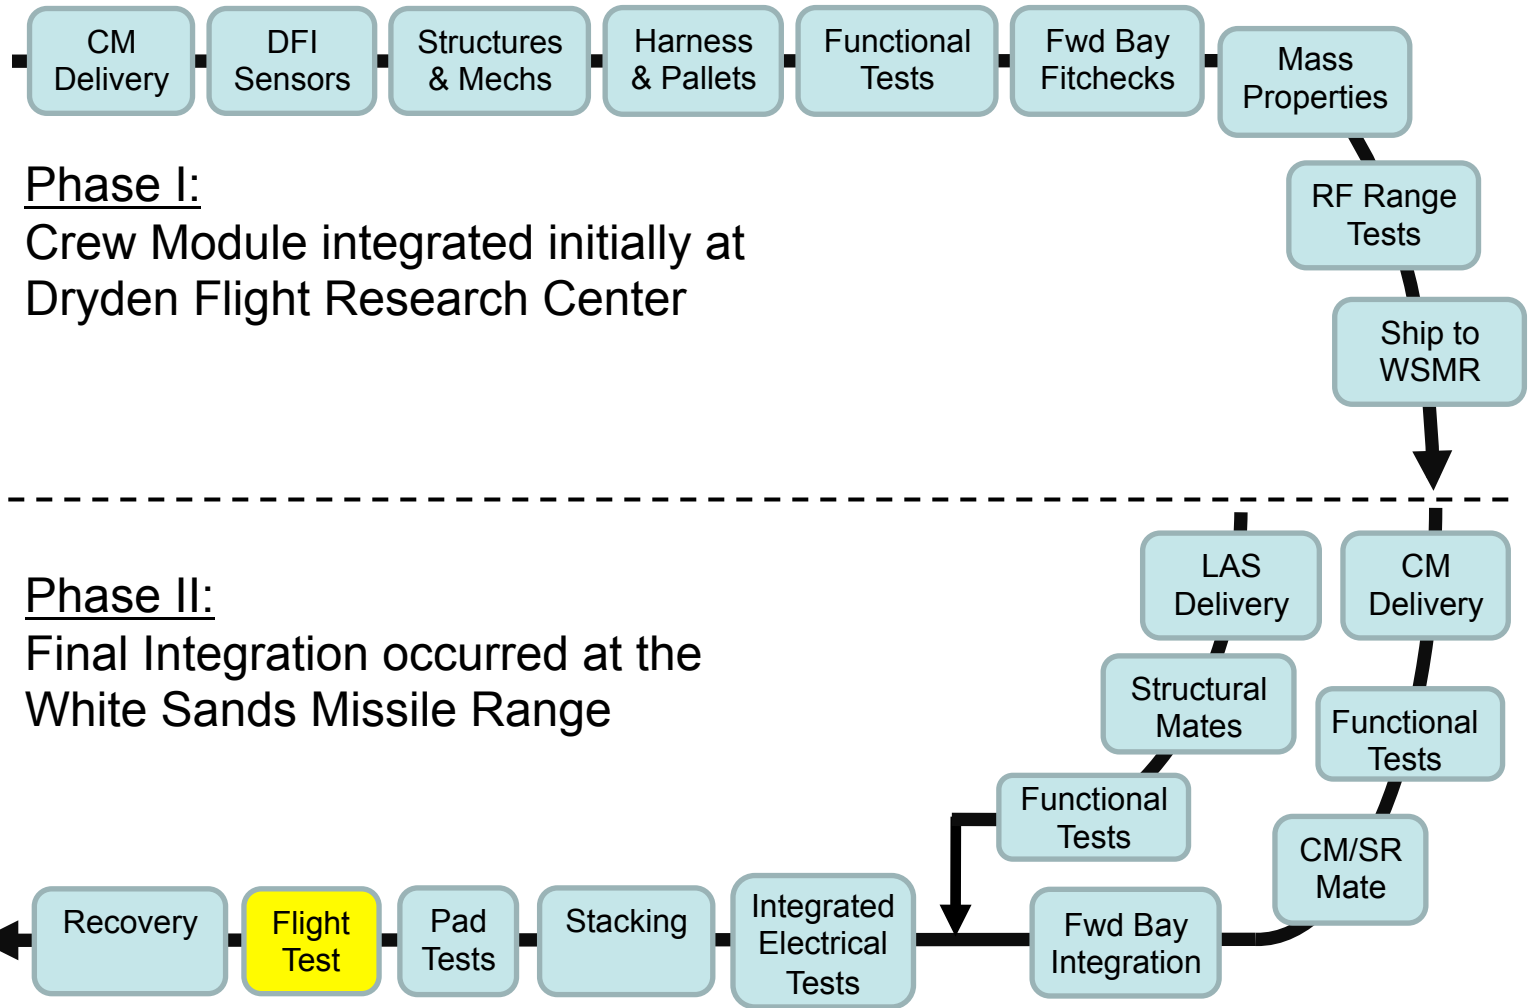 CM
Delivery
DFI
Sensors
Structures
& Mechs
Harness
& Pallets
Functional
Tests
Fwd Bay
Fitchecks
Mass
Properties
RF Range
Tests
Ship to
WSMR
Phase I:
Crew Module integrated initially at
Dryden Flight Research Center
Phase II:
Final Integration occurred at the
White Sands Missile Range
LAS
Delivery
CM
Delivery
Structural
Mates
Functional
Tests
Functional
Tests
CM/SR
Mate
Recovery
Flight
Test
Pad
Tests
Stacking
Integrated
Electrical
Tests
Fwd Bay
Integration